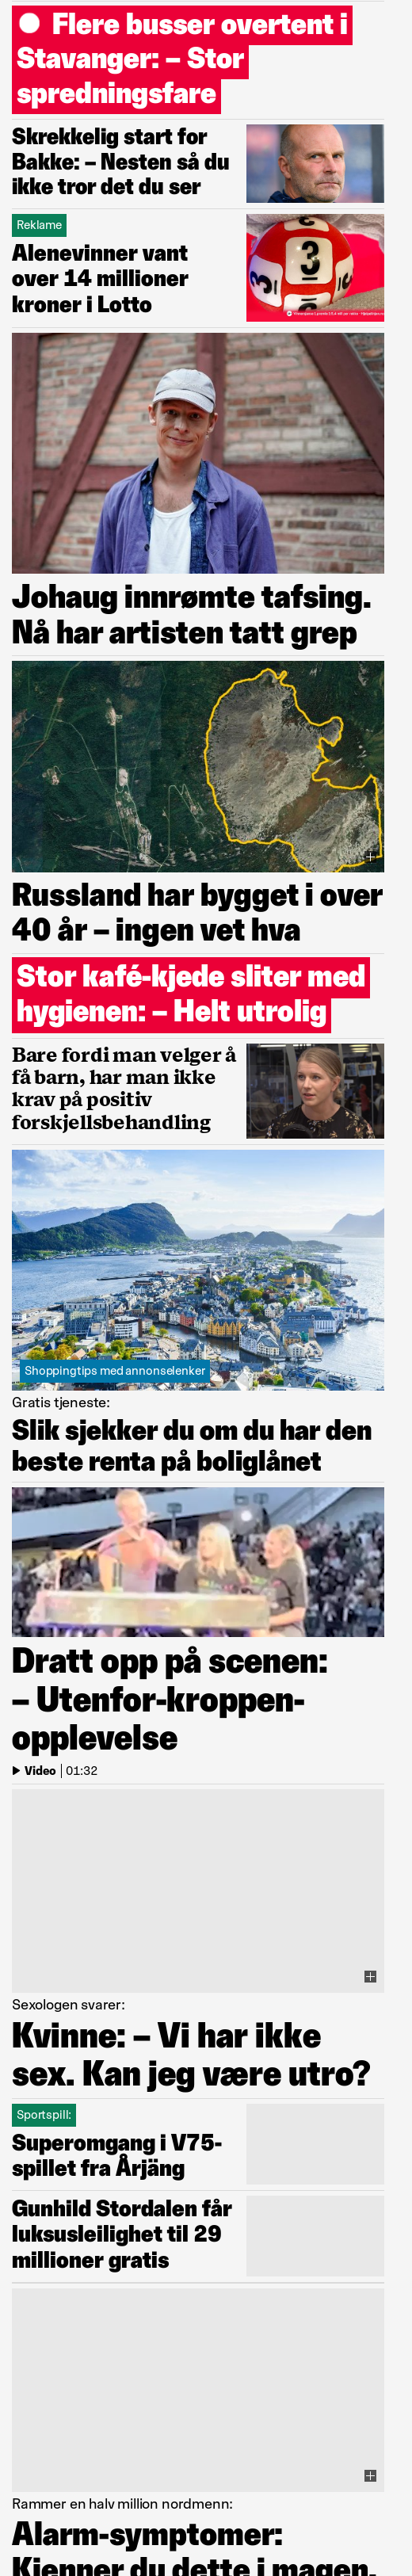 Flere busser overtent i
Stavanger: – Stor
spredningsfare
Skrekkelig start for
Bakke: – Nesten så du
ikke tror det du ser
Reklame
Alenevinner vant
over 14 millioner
kroner i Lotto
3
Johaug innrømte tafsing.
Nå har artisten tatt grep
Russland har bygget i over
40 år – ingen vet hva
Stor kafé-kjede sliter med
hygienen: – Helt utrolig
Bare fordi man velger å
få barn, har man ikke
krav på positiv
forskjellsbehandling
Shoppingtips med annonselenker
Gratis tjeneste:
Slik sjekker du om du har den
beste renta på boliglånet
Dratt opp på scenen:
– Utenfor-kroppen-
opplevelse
Video | 01:32
Sexologen svarer:
Kvinne: – Vi har ikke
sex. Kan jeg være utro?
Sportspill:
Superomgang i V75-
spillet fra Årjäng
Gunhild Stordalen får
luksusleilighet til 29
millioner gratis
Rammer en halv million nordmenn:
Alarm-symptomer:
Kjenner du dette i magen,